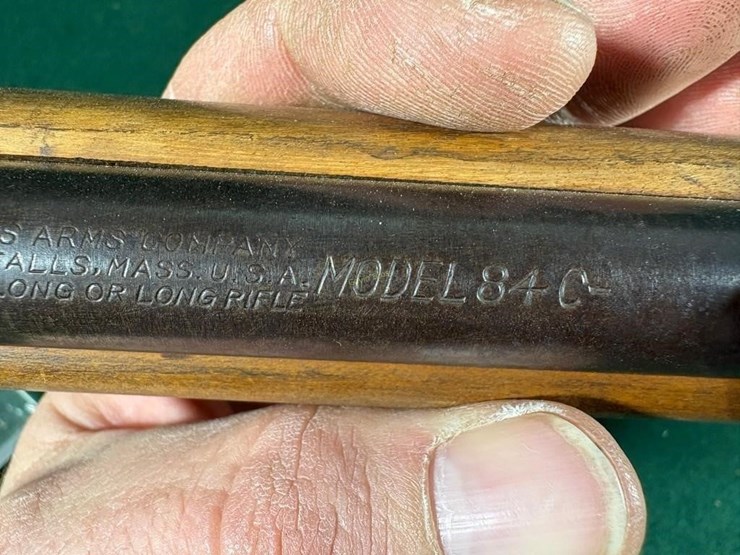 S ARMS COMPANY
FALLS, MASS. U.S.A.
LONG OR LONG RIFLE
MODEL 84 C-